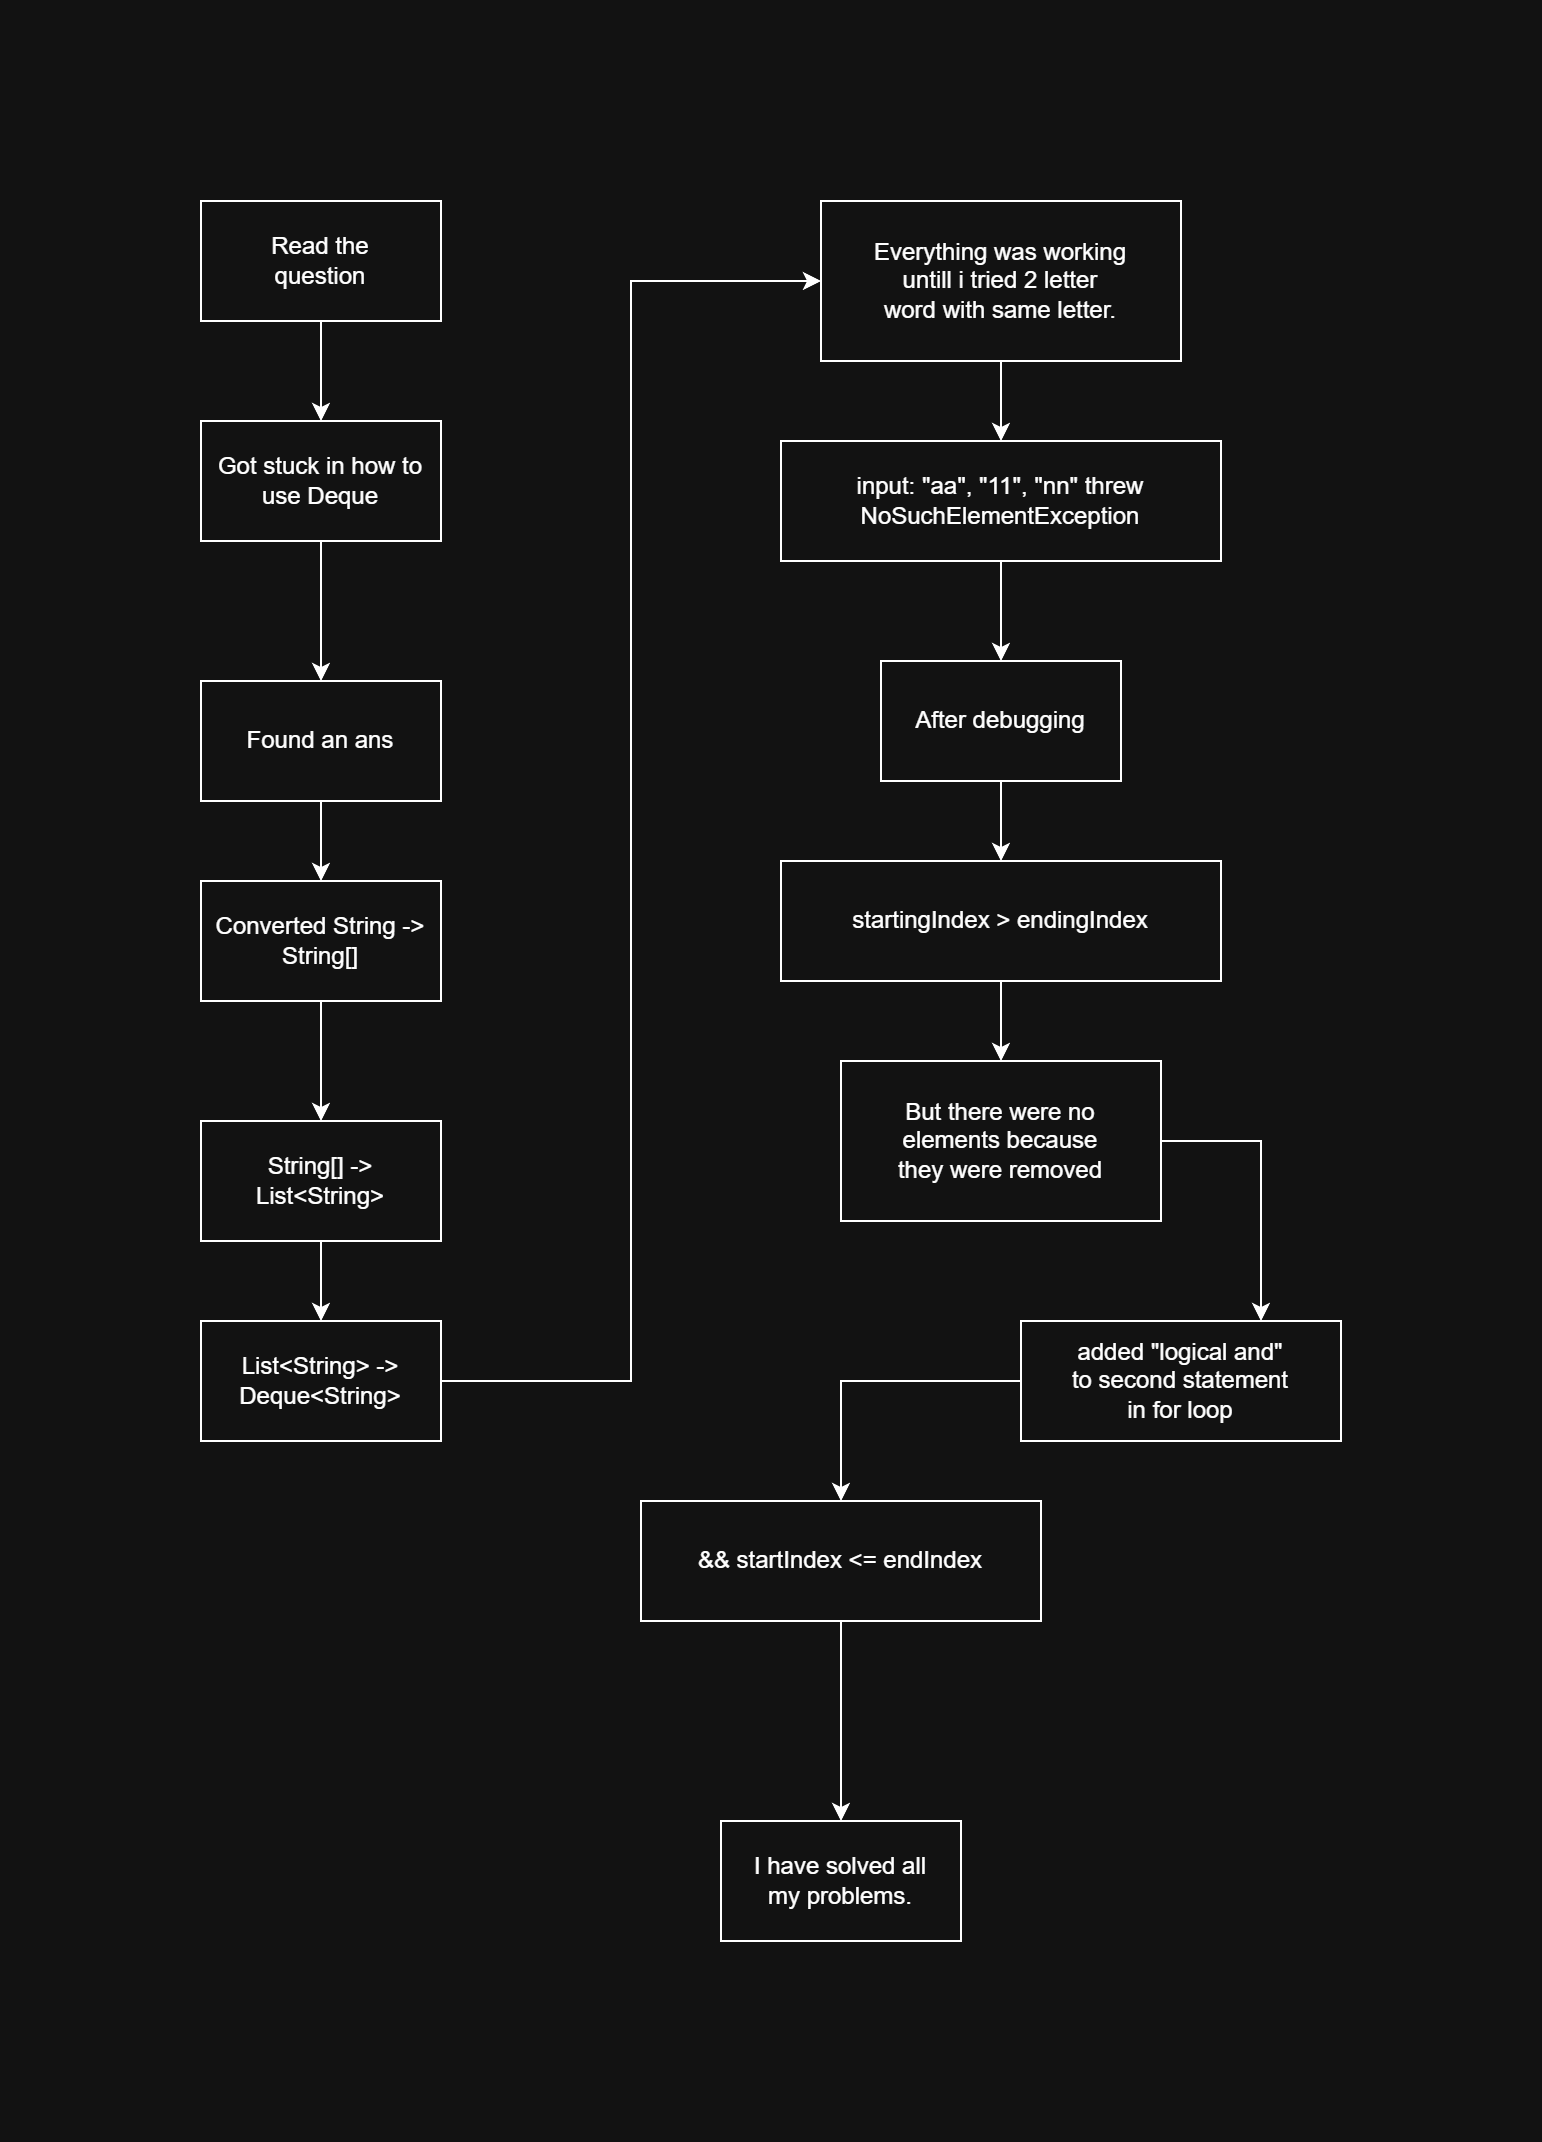 Read the
question
Got stuck in how to
use Deque
Found an ans
Converted String ->
String[]
String[] ->
List<String>
List<String> ->
Deque<String>
Everything was working
untill i tried 2 letter
word with same letter.
input: "aa", "11", "nn" threw
NoSuchElementException
After debugging
startingIndex > endingIndex
But there were no
elements because
they were removed
added "logical and"
to second statement
in for loop
&& startIndex <= endIndex
I have solved all
my problems.